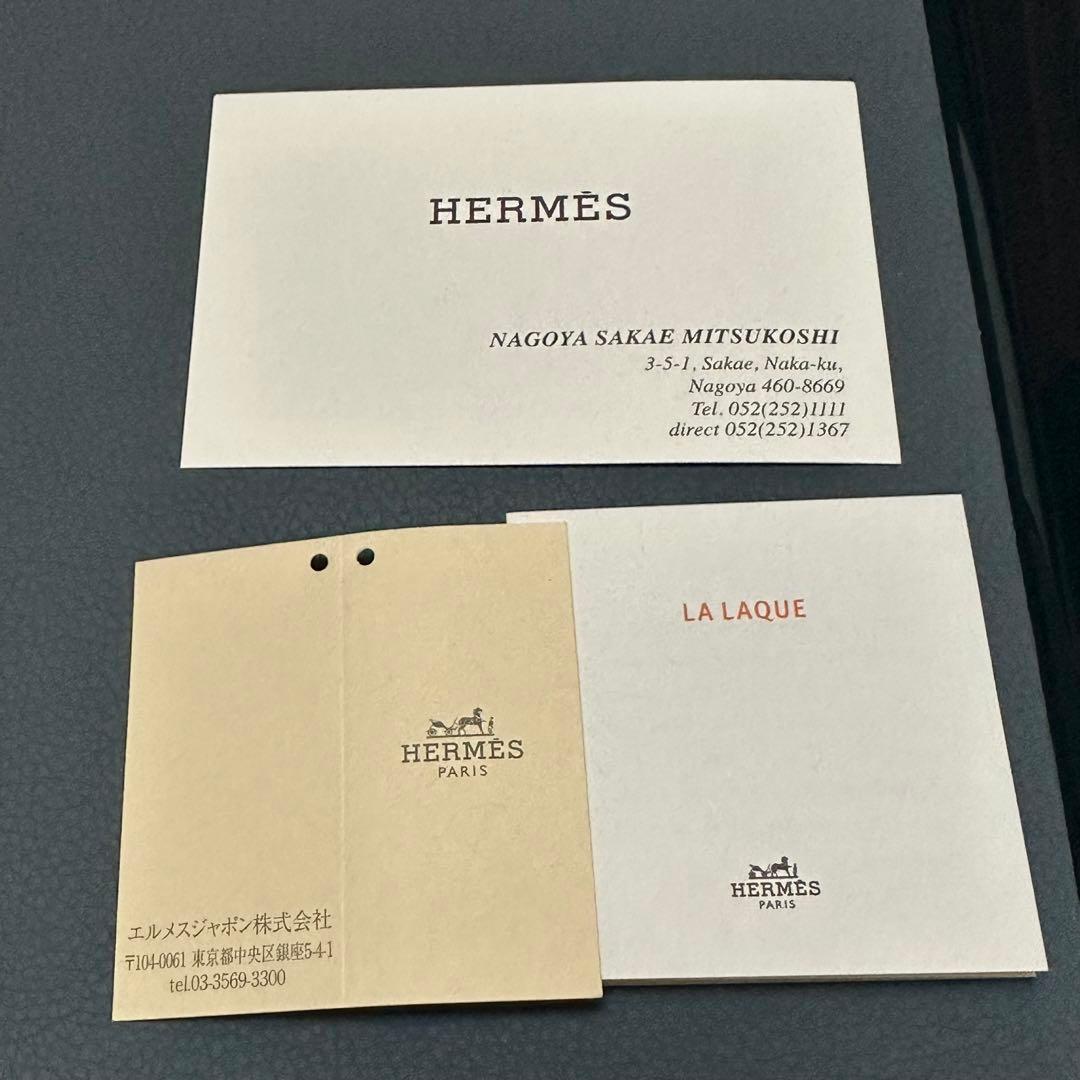 HERMÈS
NAGOYA SAKAE MITSUKOSHI
3-5-1, Sakae, Naka-ku,
Nagoya 460-8669
Tel. 052(252)1111
direct 052(252)1367
HERMÈS
PARIS
エルメスジャポン株式会社
〒104-0061 東京都中央区銀座5-4-1
tel.03-3569-3300
LA LAQUE
HERMÈS
PARIS